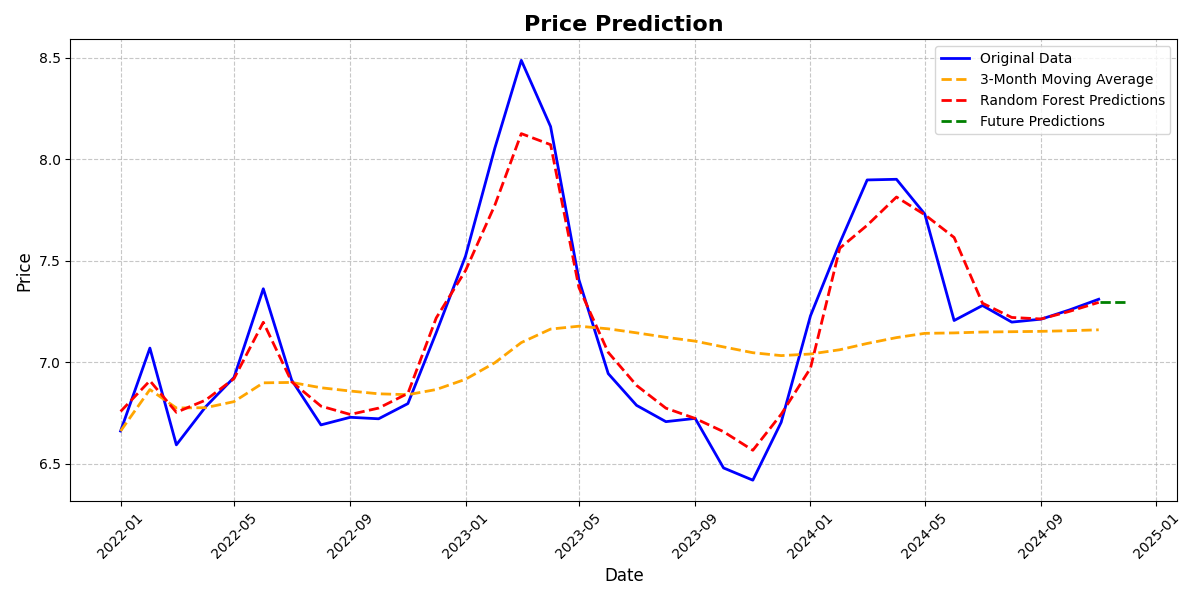 Price Prediction
Original Data
3-Month Moving Average
Random Forest Predictions
Future Predictions
8.5
8.0
7.5
7.0
6.5
Price
2022-01
2022-05
2022-09
2023-01
2023-05
2023-09
2024-01
2024-05
2024-09
2025-01
Date